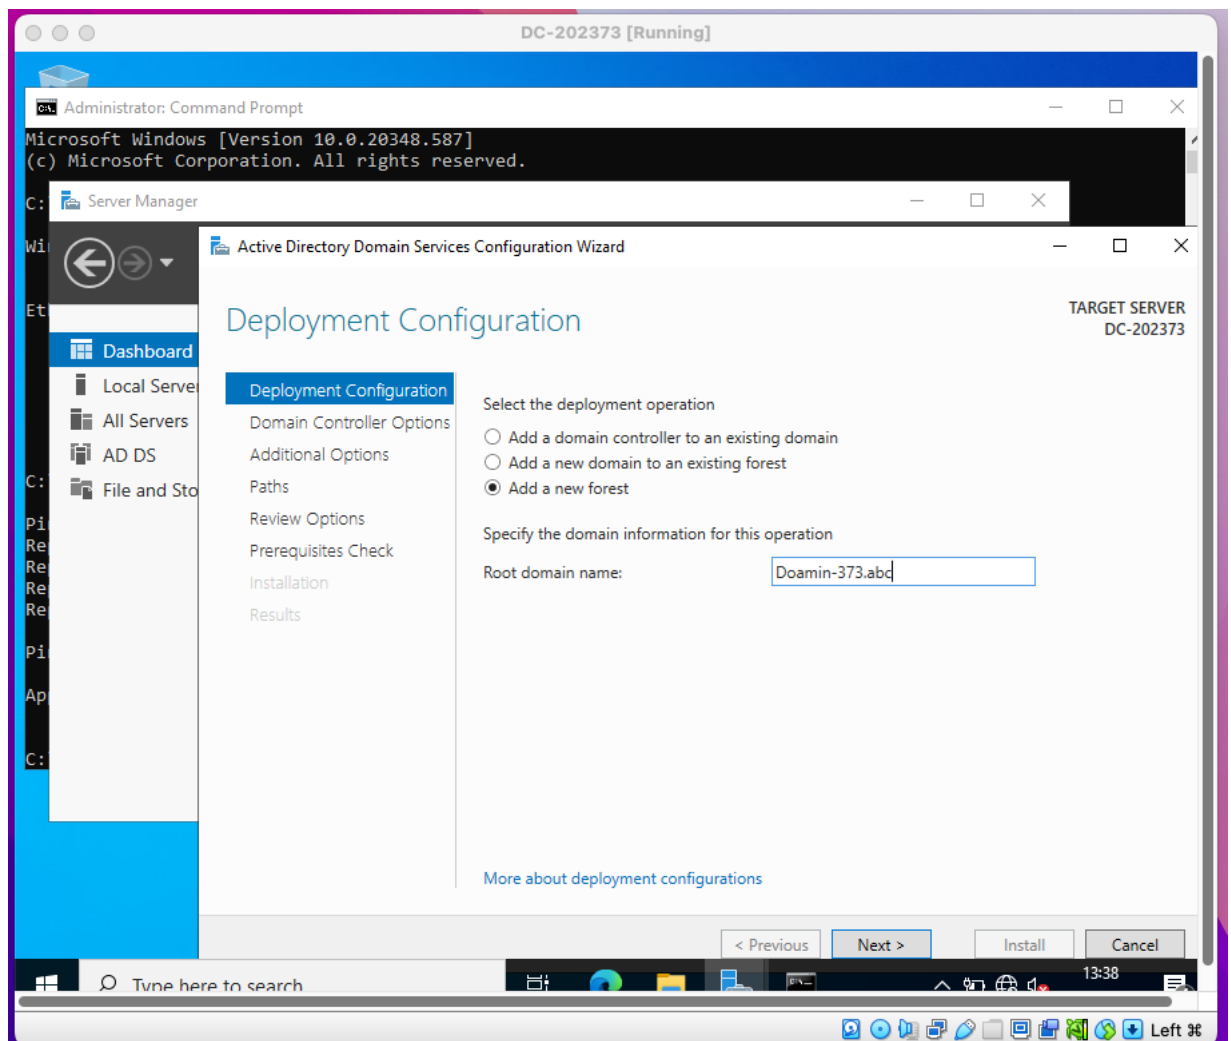 DC-202373 [Running]
Administrator: Command Prompt
Microsoft Windows [Version 10.0.20348.587]
(c) Microsoft Corporation. All rights reserved.
C:
Server Manager
Active Directory Domain Services Configuration Wizard
Deployment Configuration
TARGET SERVER
DC-202373
Dashboard
Local Server
All Servers
AD DS
File and Sto
Deployment Configuration
Domain Controller Options
Additional Options
Paths
Review Options
Prerequisites Check
Installation
Results
Select the deployment operation
Add a domain controller to an existing domain
Add a new domain to an existing forest
Add a new forest
Specify the domain information for this operation
Root domain name: Doamin-373.abc
More about deployment configurations
< Previous Next > Install Cancel
Type here to search
13:38
Left ⌘